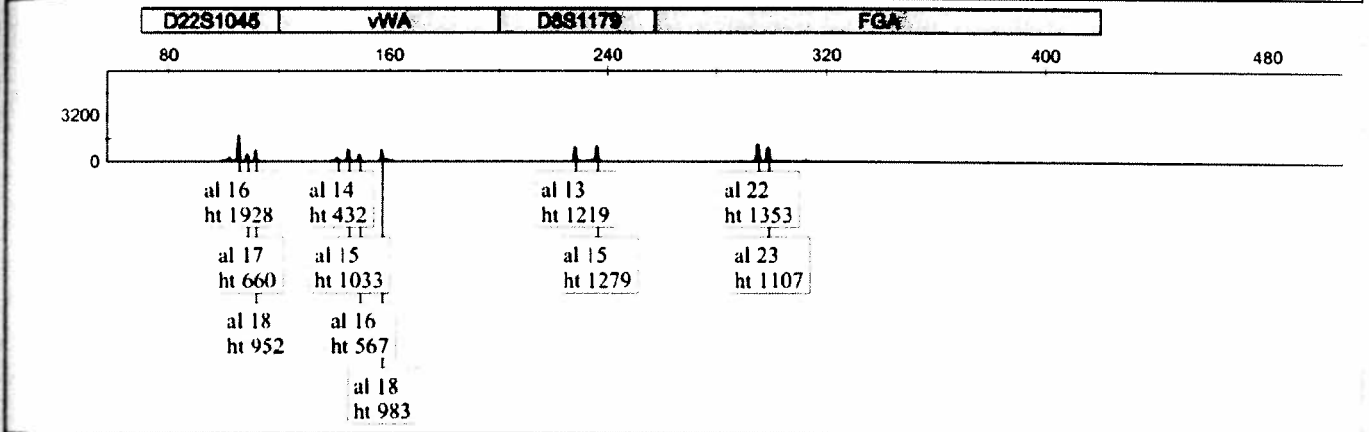 D22S1045 vWA D8S1179 FGA
80 160 240 320 400 480
3200
0
al 16 al 14 al 13 al 22
ht 1928 ht 432 ht 1219 ht 1353
al 17 al 15 al 15 al 23
ht 660 ht 1033 ht 1279 ht 1107
al 18 al 16
ht 952 ht 567
al 18
ht 983